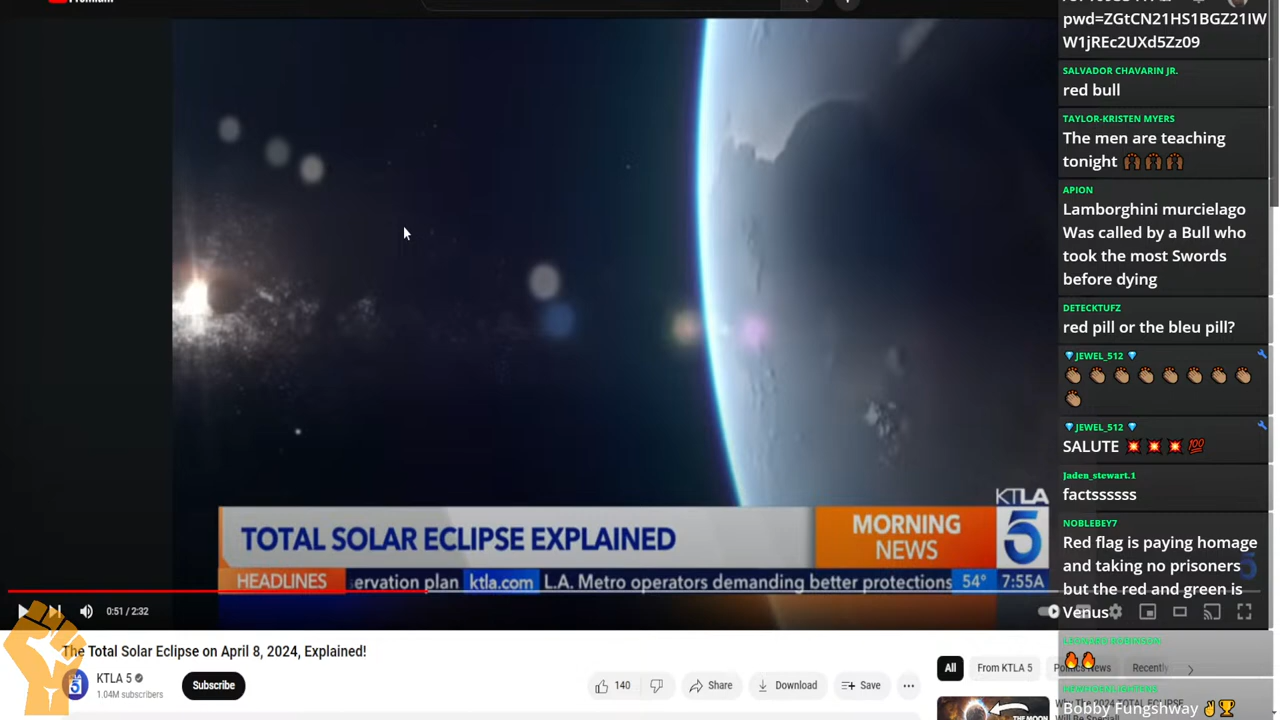 Premium
TOTAL SOLAR ECLIPSE EXPLAINED
MORNING
NEWS
KTLA
5
HEADLINES
ervation plan ktla.com L.A. Metro operators demanding better protections 54° 7:55A
0:51 / 2:32
The Total Solar Eclipse on April 8, 2024, Explained!
KTLA 5
1.04M subscribers
Subscribe
140
Share
Download
Save
All
From KTLA 5
News
Recently
THE MOON
pwd=ZGtCN21HS1BGZ21IW
W1jREc2UXd5Zz09
SALVADOR CHAVARIN JR.
red bull
TAYLOR-KRISTEN MYERS
The men are teaching
tonight 🙌🏾🙌🏾🙌🏾
APION
Lamborghini murcielago
Was called by a Bull who
took the most Swords
before dying
DETECKTUFZ
red pill or the bleu pill?
💎JEWEL_512 💎
👏🏽👏🏽👏🏽👏🏽👏🏽👏🏽👏🏽👏🏽
👏🏽
💎JEWEL_512 💎
SALUTE 💥💥💥💯
Jaden_stewart.1
factssssss
NOBLEBEY7
Red flag is paying homage
and taking no prisoners
but the red and green is
Venus
🔥🔥
Bobby Fungshway ✌🏽🏆